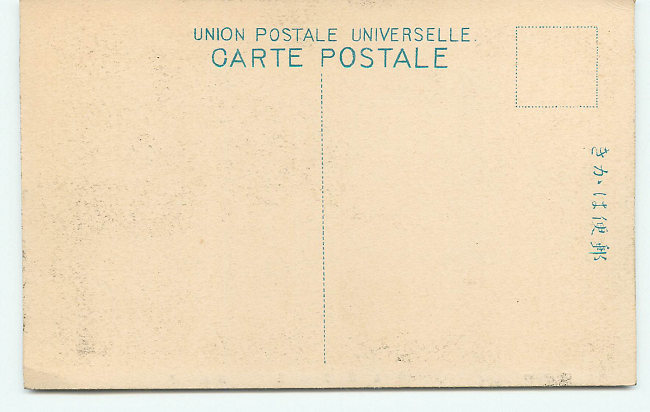 UNION POSTALE UNIVERSELLE.
CARTE POSTALE
きかは便郵